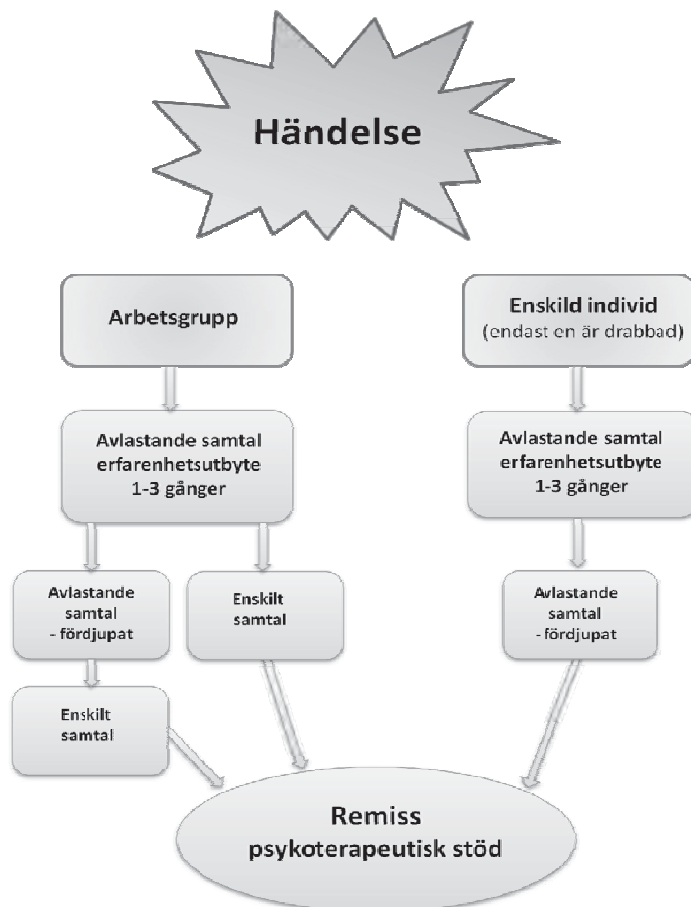 Händelse
Arbetsgrupp
Enskild individ
(endast en är drabbad)
Avlastande samtal
erfarenhetsutbyte
1-3 gånger
Avlastande samtal
erfarenhetsutbyte
1-3 gånger
Avlastande
samtal
- fördjupat
Enskilt
samtal
Avlastande
samtal
- fördjupat
Enskilt
samtal
Remiss
psykoterapeutisk stöd